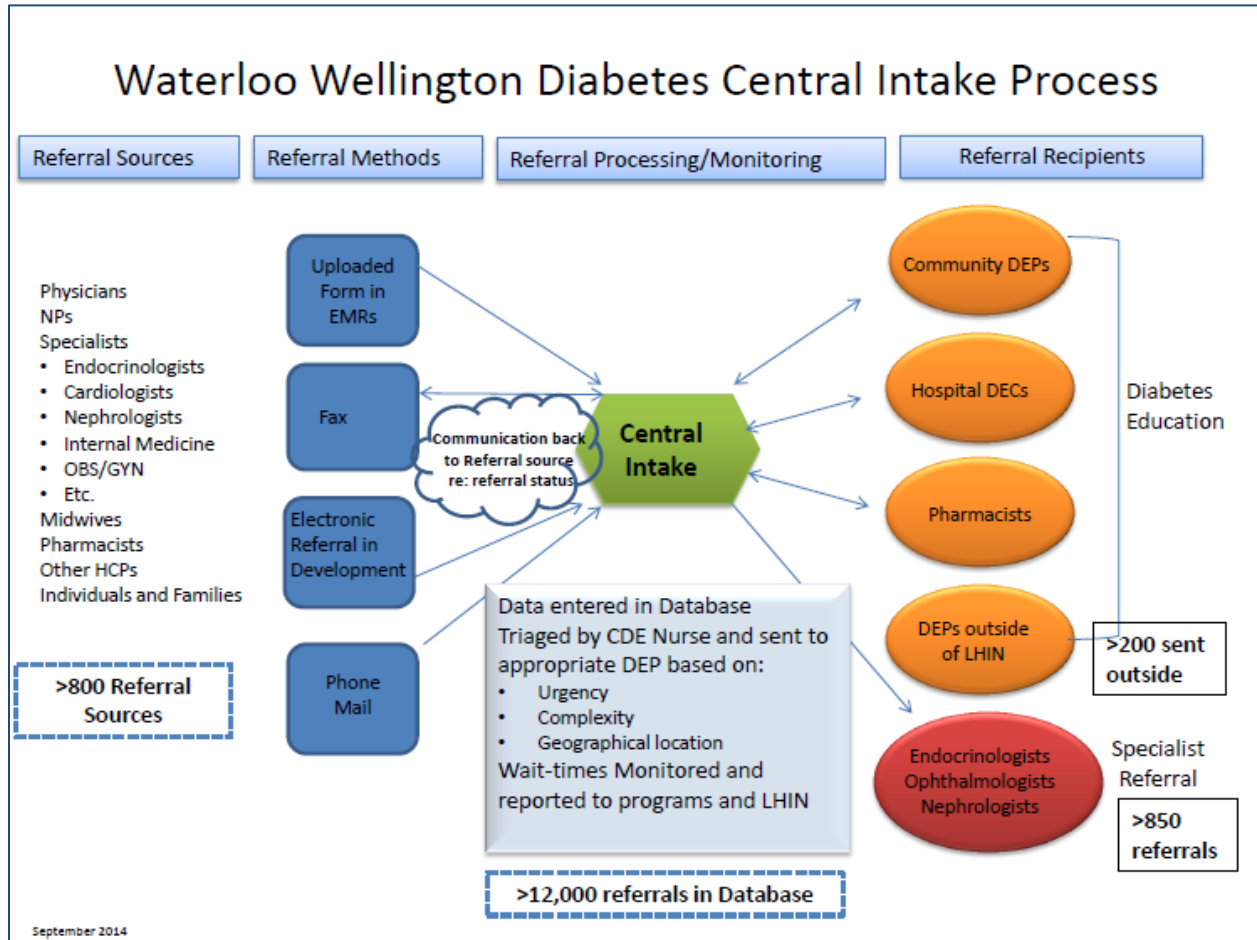 Waterloo Wellington Diabetes Central Intake Process
Referral Sources
Referral Methods
Referral Processing/Monitoring
Referral Recipients
Physicians
NPs
Specialists
• Endocrinologists
• Cardiologists
• Nephrologists
• Internal Medicine
• OBS/GYN
• Etc.
Midwives
Pharmacists
Other HCPs
Individuals and Families
>800 Referral
Sources
Uploaded
Form in
EMRs
Fax
Electronic
Referral in
Development
Phone
Mail
Communication back
to Referral source
re: referral status
Central
Intake
Data entered in Database
Triaged by CDE Nurse and sent to
appropriate DEP based on:
• Urgency
• Complexity
• Geographical location
Wait-times Monitored and
reported to programs and LHIN
>12,000 referrals in Database
Community DEPs
Hospital DECs
Pharmacists
DEPs outside
of LHIN
Diabetes
Education
>200 sent
outside
Endocrinologists
Ophthalmologists
Nephrologists
Specialist
Referral
>850
referrals
September 2014